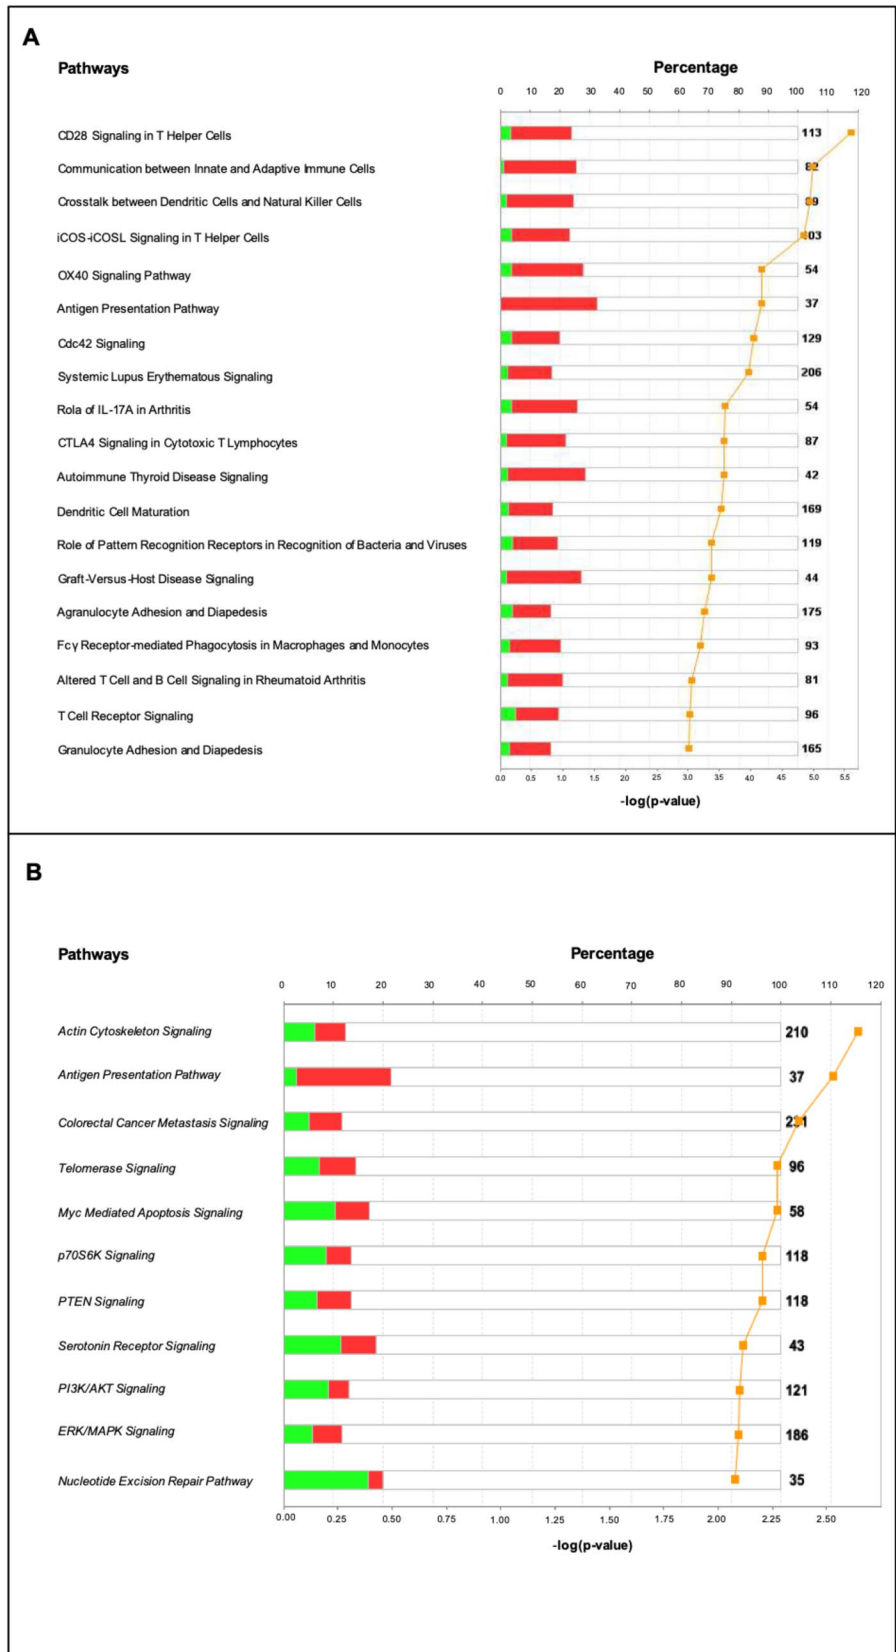 A
Pathways
Percentage
0 10 20 30 40 50 60 70 80 90 100 110 120
CD28 Signaling in T Helper Cells 113
Communication between Innate and Adaptive Immune Cells
Crosstalk between Dendritic Cells and Natural Killer Cells
iCOS-iCOSL Signaling in T Helper Cells
OX40 Signaling Pathway 54
Antigen Presentation Pathway 37
Cdc42 Signaling 129
Systemic Lupus Erythematous Signaling 206
Rola of IL-17A in Arthritis 54
CTLA4 Signaling in Cytotoxic T Lymphocytes 87
Autoimmune Thyroid Disease Signaling 42
Dendritic Cell Maturation 169
Role of Pattern Recognition Receptors in Recognition of Bacteria and Viruses 119
Graft-Versus-Host Disease Signaling 44
Agranulocyte Adhesion and Diapedesis 175
Fcγ Receptor-mediated Phagocytosis in Macrophages and Monocytes 93
Altered T Cell and B Cell Signaling in Rheumatoid Arthritis 81
T Cell Receptor Signaling 96
Granulocyte Adhesion and Diapedesis 165
0.0 0.5 1.0 1.5 20 2.5 3.0 3.5 4.0 4.5 5.0 5.5
-log(p-value)
B
Pathways
Percentage
0 10 20 30 40 50 60 70 80 90 100 110 120
Actin Cytoskeleton Signaling 210
Antigen Presentation Pathway 37
Colorectal Cancer Metastasis Signaling
Telomerase Signaling 96
Myc Mediated Apoptosis Signaling 58
p70S6K Signaling 118
PTEN Signaling 118
Serotonin Receptor Signaling 43
PI3K/AKT Signaling 121
ERK/MAPK Signaling 186
Nucleotide Excision Repair Pathway 35
0.00 0.25 0.50 0.75 1.00 1.25 1.50 1.75 2.00 2.25 2.50
-log(p-value)